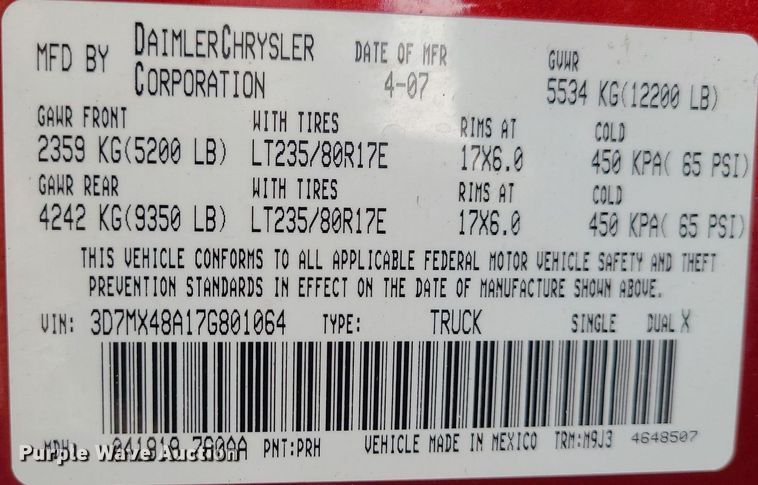 MFD BY DAIMLERCHRYSLER CORPORATION DATE OF MFR 4-07 GVWR 5534 KG(12200 LB)
GAWR FRONT WITH TIRES RIMS AT COLD
2359 KG(5200 LB) LT235/80R17E 17X6.0 450 KPA( 65 PSI)
GAWR REAR WITH TIRES RIMS AT COLD
4242 KG(9350 LB) LT235/80R17E 17X6.0 450 KPA( 65 PSI)
THIS VEHICLE CONFORMS TO ALL APPLICABLE FEDERAL MOTOR VEHICLE SAFETY AND THEFT
PREVENTION STANDARDS IN EFFECT ON THE DATE OF MANUFACTURE SHOWN ABOVE.
VIN: 3D7MX48A17G801064 TYPE: TRUCK SINGLE DUAL X
MDH: PNT:PRH VEHICLE MADE IN MEXICO TRM:M9J3 4648507
Purple Wave Auction